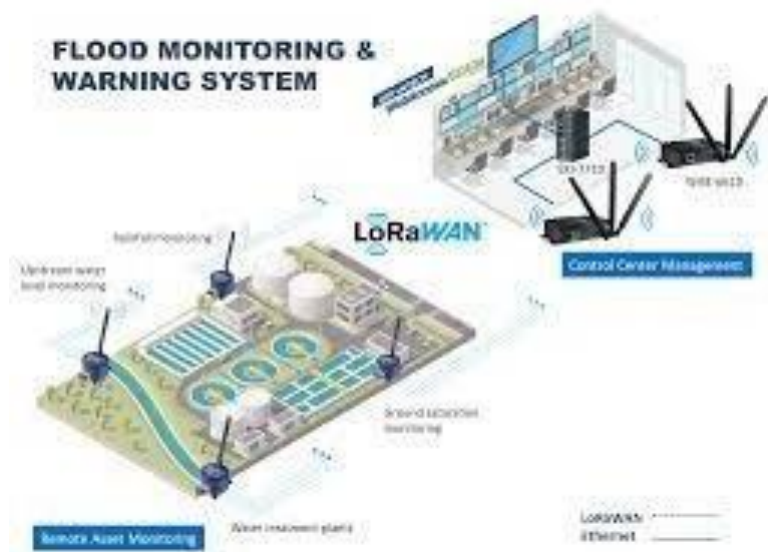 FLOOD MONITORING &
WARNING SYSTEM
LoRaWAN
Control Center Management
Rainfall monitoring
Upstream water
level monitoring
Ground saturation
monitoring
Water treatment plants
Remote Asset Monitoring
LoRaWAN
Ethernet